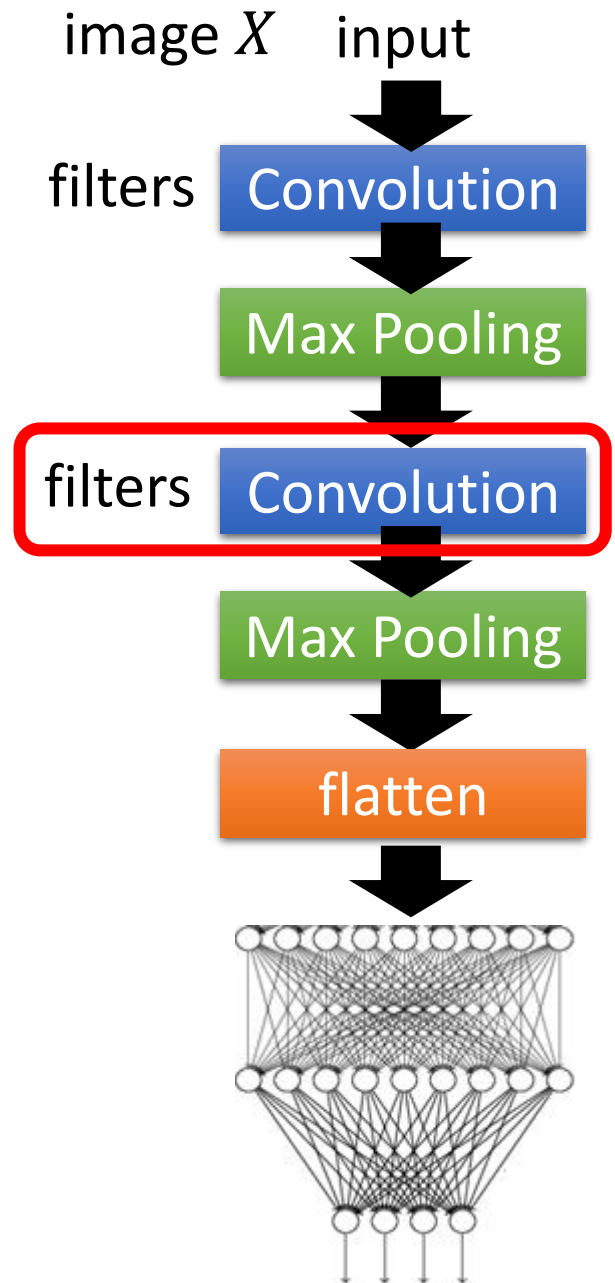 image X input
filters Convolution
Max Pooling
filters Convolution
Max Pooling
flatten